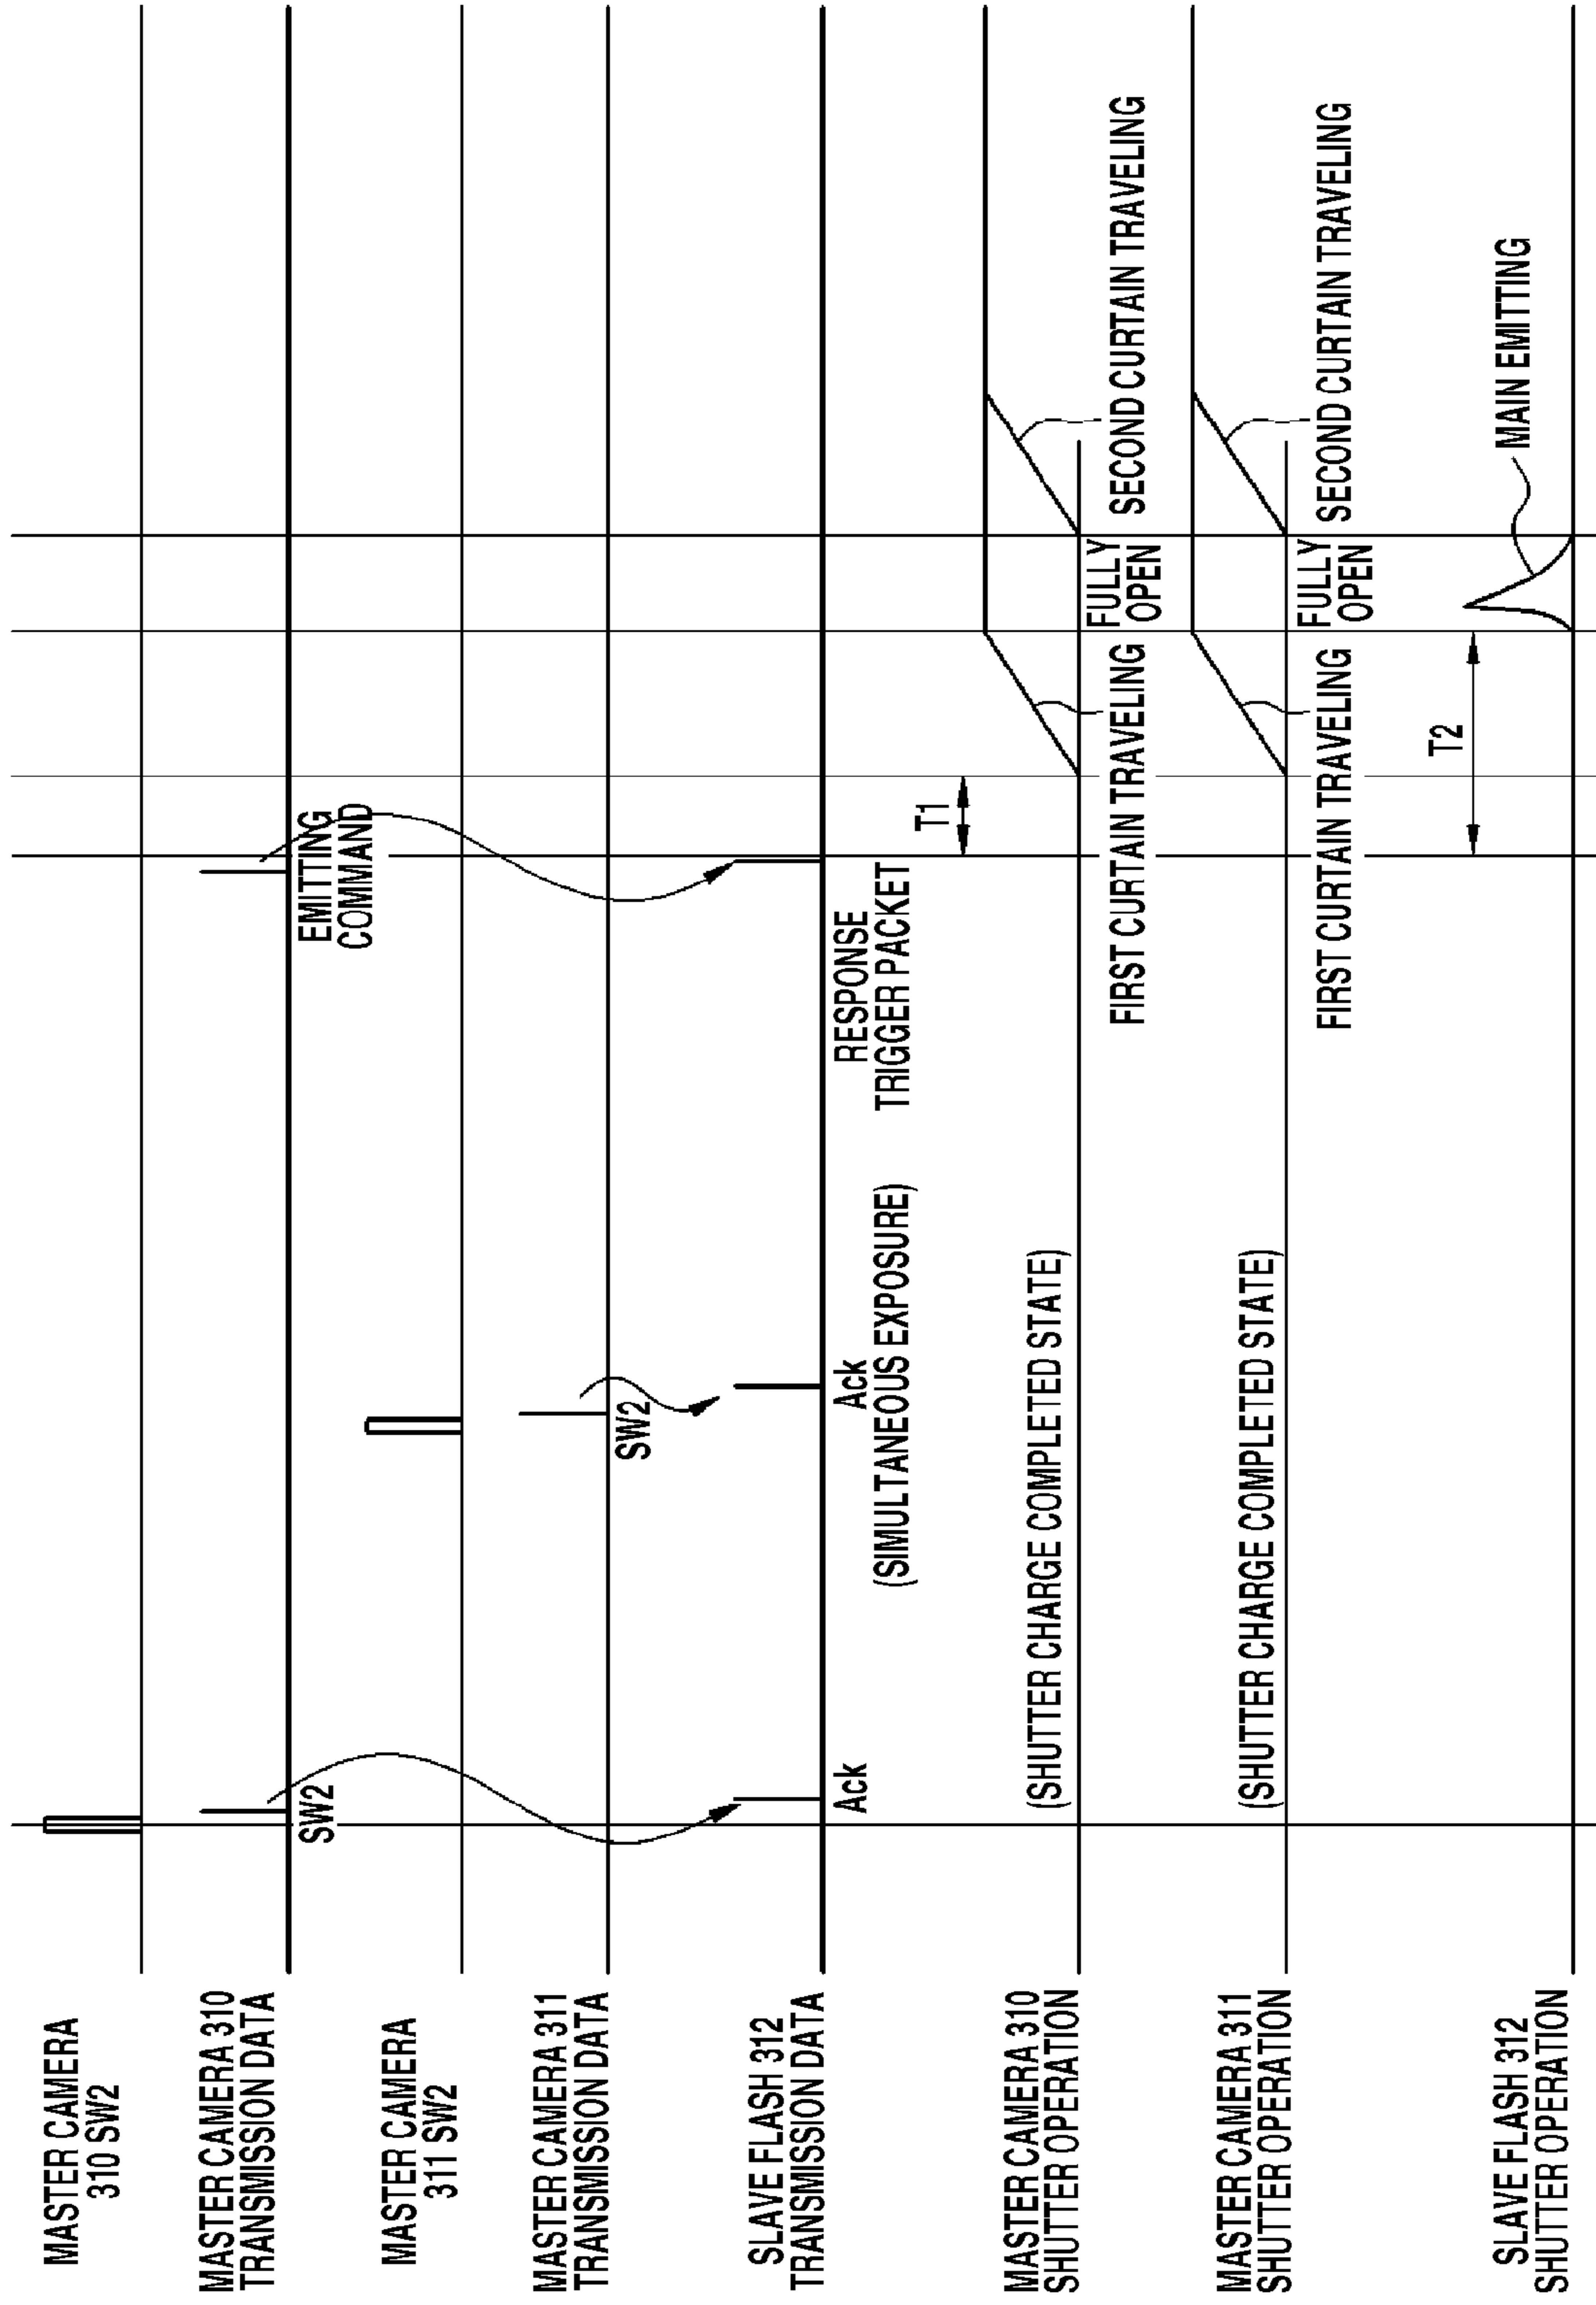 MASTER CAMERA
310 SW2
SW2
MASTER CAMERA 310
TRANSMISSION DATA
EMITTING
COMMAND
MASTER CAMERA
311 SW2
MASTER CAMERA 311
TRANSMISSION DATA
SW2
SLAVE FLASH 312
TRANSMISSION DATA
Ack
Ack
(SIMULTANEOUS EXPOSURE)
RESPONSE
TRIGGER PACKET
T1
MASTER CAMERA 310
SHUTTER OPERATION
(SHUTTER CHARGE COMPLETED STATE)
FIRST CURTAIN TRAVELING
FULLY
OPEN
SECOND CURTAIN TRAVELING
MASTER CAMERA 311
SHUTTER OPERATION
(SHUTTER CHARGE COMPLETED STATE)
FIRST CURTAIN TRAVELING
FULLY
OPEN
SECOND CURTAIN TRAVELING
T2
SLAVE FLASH 312
SHUTTER OPERATION
MAIN EMITTING